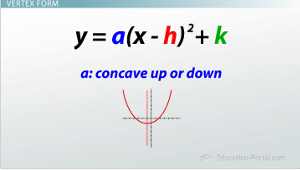 VERTEX FORM
y = a(x - h)² + k
a: concave up or down
Education-Portal.com